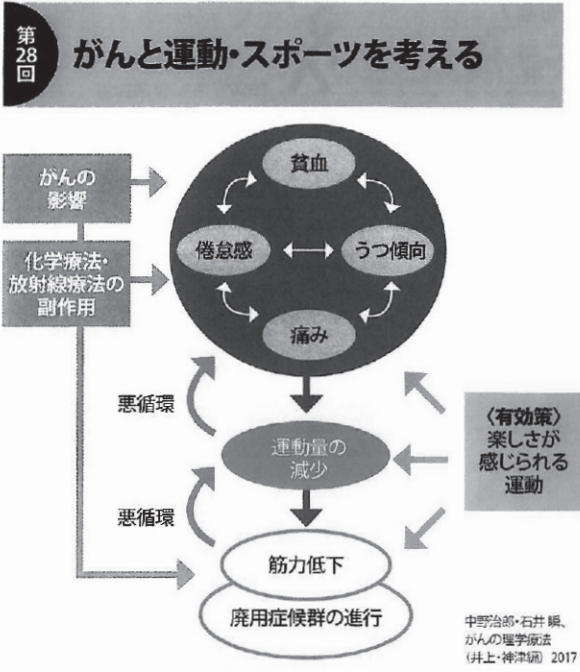 第28回
がんと運動・スポーツを考える
がんの
影響
化学療法・
放射線療法の
副作用
貧血
倦怠感
うつ傾向
痛み
悪循環
運動量の
減少
悪循環
〈有効策〉
楽しさが
感じられる
運動
筋力低下
廃用症候群の進行
中野治郎・石井 瞬、
がんの理学療法
(井上・神津編) 2017